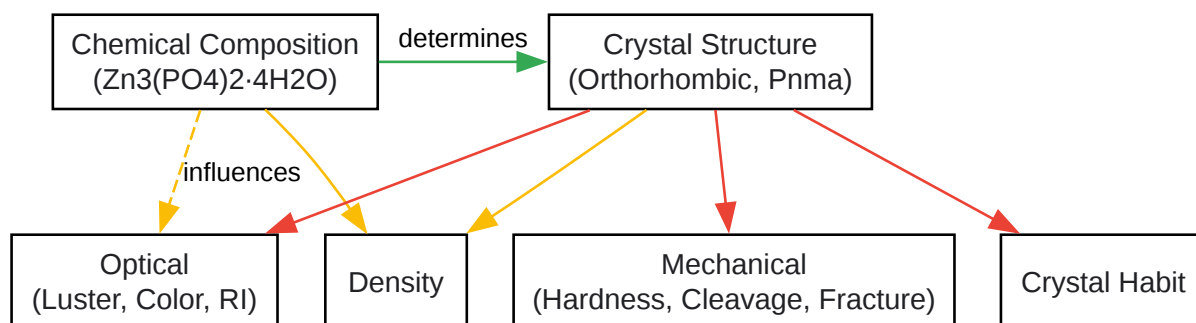 Chemical Composition
(Zn3(PO4)2·4H2O)
determines
Crystal Structure
(Orthorhombic, Pnma)
influences
Optical
(Luster, Color, RI)
Density
Mechanical
(Hardness, Cleavage, Fracture)
Crystal Habit